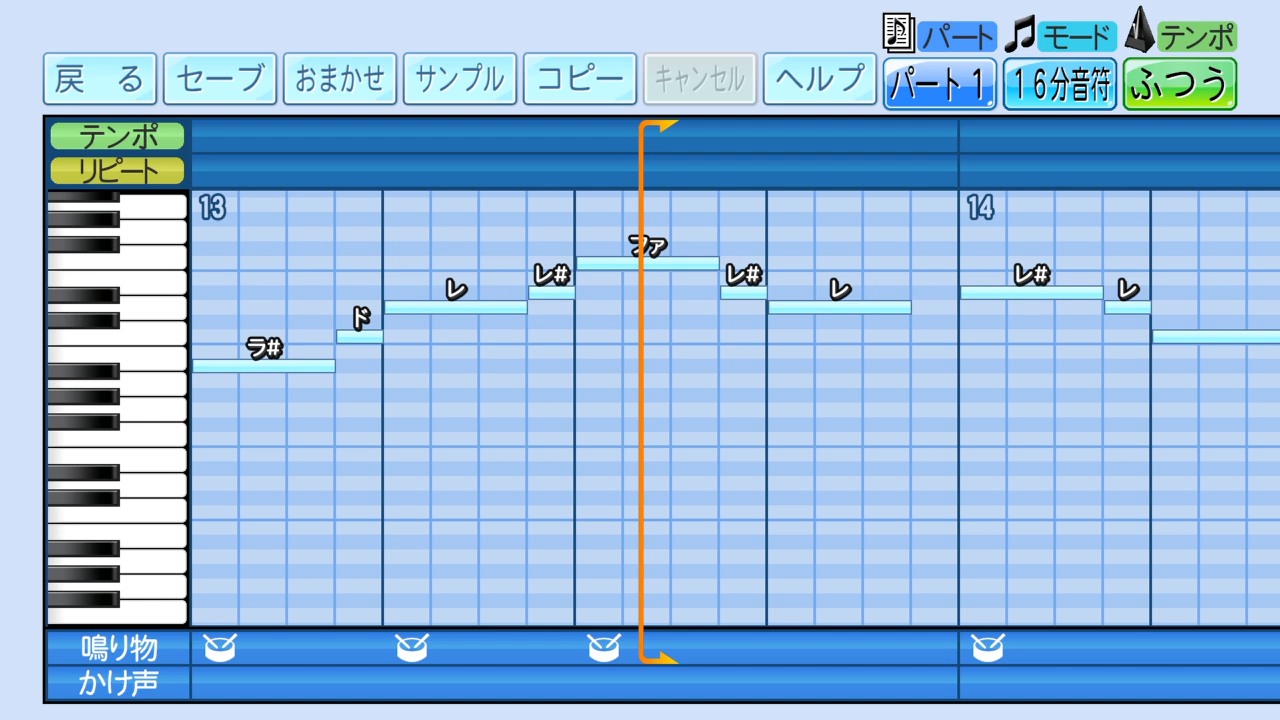 パート モード テンポ
戻る セーブ おまかせ サンプル コピー キャンセル ヘルプ パート1 16分音符 ふつう
テンポ
リピート
13 14
ファ
レ# レ# レ#
レ レ レ
ド
ラ#
鳴り物
かけ声